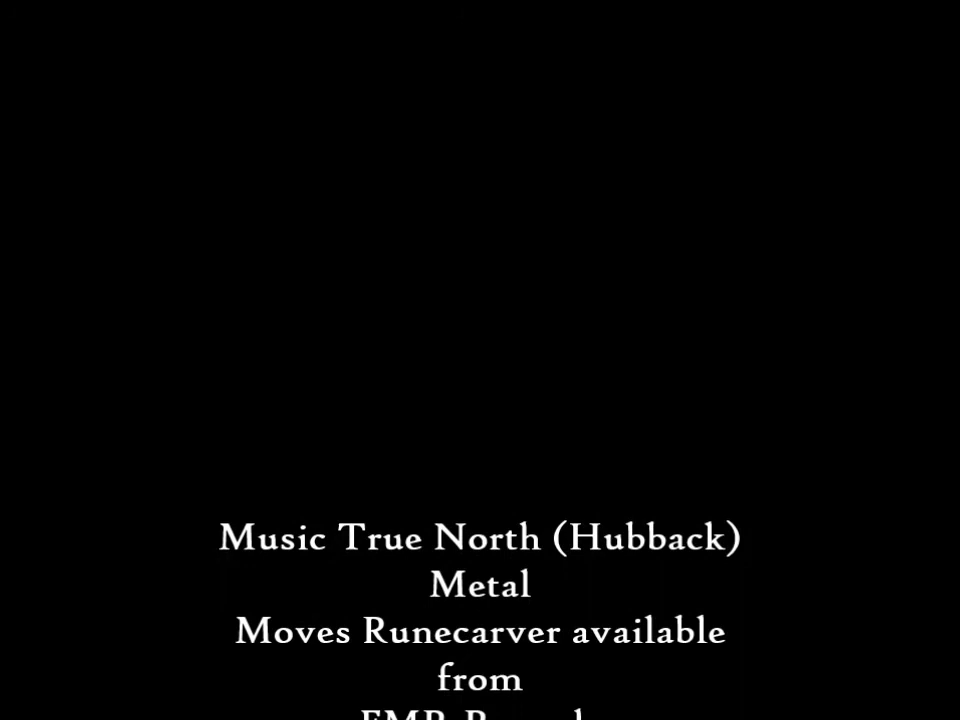 Music True North (Hubback)
Metal
Moves Runecarver available
from